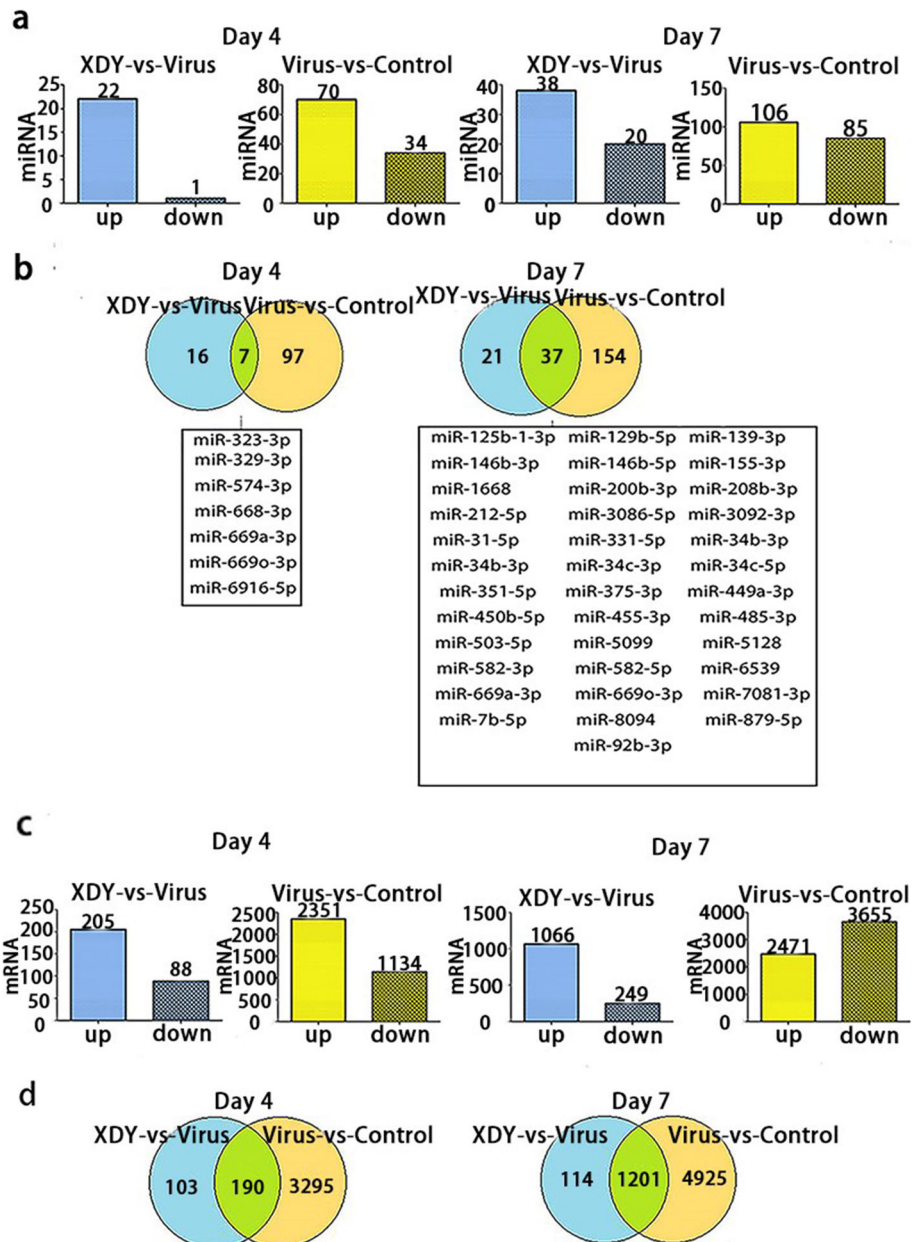 a
Day 4
Day 7
XDY-vs-Virus
Virus-vs-Control
XDY-vs-Virus
Virus-vs-Control
miRNA
25
20
15
10
5
0
22
1
up
down
miRNA
80
60
40
20
0
70
34
up
down
miRNA
40
30
20
10
0
38
20
up
down
miRNA
150
100
50
0
106
85
up
down
b
Day 4
XDY-vs-Virus
Virus-vs-Control
16
7
97
miR-323-3p
miR-329-3p
miR-574-3p
miR-668-3p
miR-669a-3p
miR-669o-3p
miR-6916-5p
Day 7
XDY-vs-Virus
Virus-vs-Control
21
37
154
miR-125b-1-3p miR-129b-5p miR-139-3p
miR-146b-3p miR-146b-5p miR-155-3p
miR-1668 miR-200b-3p miR-208b-3p
miR-212-5p miR-3086-5p miR-3092-3p
miR-31-5p miR-331-5p miR-34b-3p
miR-34b-3p miR-34c-3p miR-34c-5p
miR-351-5p miR-375-3p miR-449a-3p
miR-450b-5p miR-455-3p miR-485-3p
miR-503-5p miR-5099 miR-5128
miR-582-3p miR-582-5p miR-6539
miR-669a-3p miR-669o-3p miR-7081-3p
miR-7b-5p miR-8094 miR-879-5p
miR-92b-3p
c
Day 4
Day 7
XDY-vs-Virus
Virus-vs-Control
XDY-vs-Virus
Virus-vs-Control
mRNA
250
200
150
100
50
0
205
88
up
down
mRNA
2500
2000
1500
1000
500
0
2351
1134
up
down
mRNA
1500
1000
500
0
1066
249
up
down
mRNA
4000
3000
2000
1000
0
2471
3655
up
down
d
Day 4
XDY-vs-Virus
Virus-vs-Control
103
190
3295
Day 7
XDY-vs-Virus
Virus-vs-Control
114
1201
4925